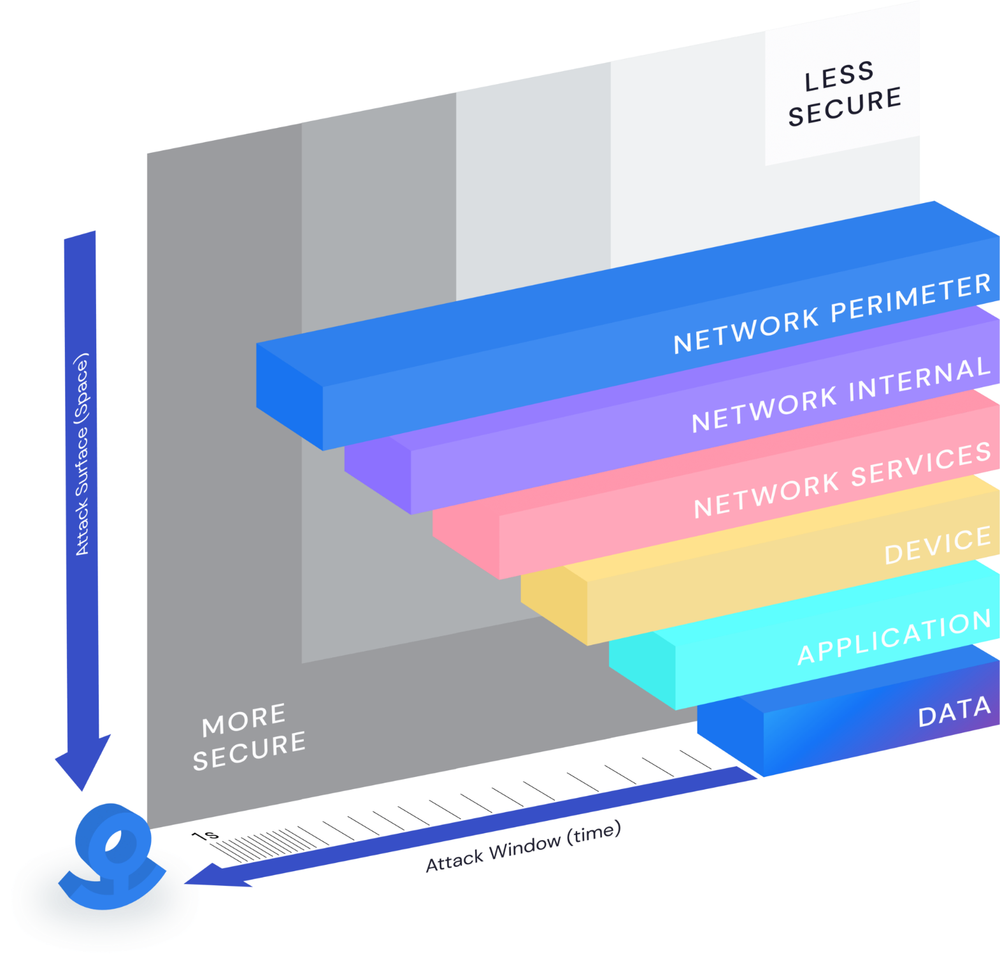 LESS
SECURE
NETWORK PERIMETER
NETWORK INTERNAL
NETWORK SERVICES
DEVICE
APPLICATION
DATA
Attack Surface (Space)
MORE
SECURE
1s
Attack Window (time)